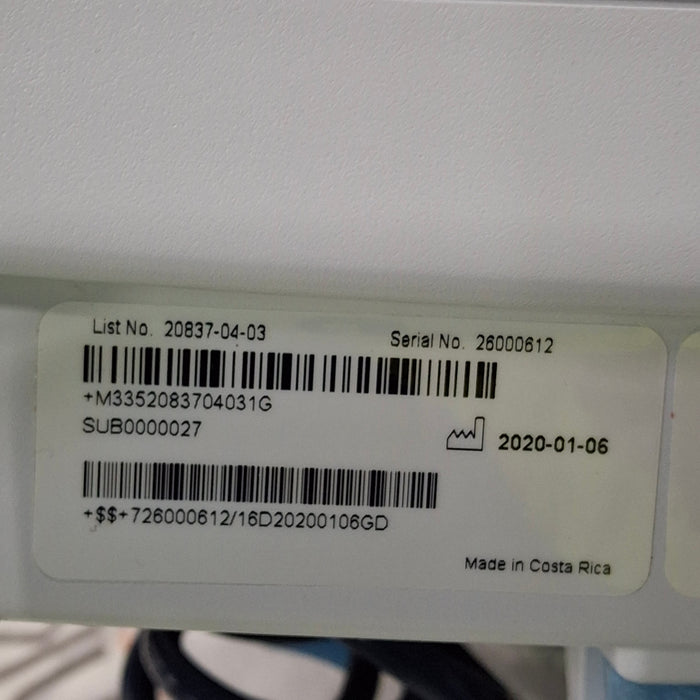 List No. 20837-04-03
Serial No. 26000612
+M3352083704031G
SUB0000027
2020-01-06
+$$+726000612/16D20200106GD
Made in Costa Rica